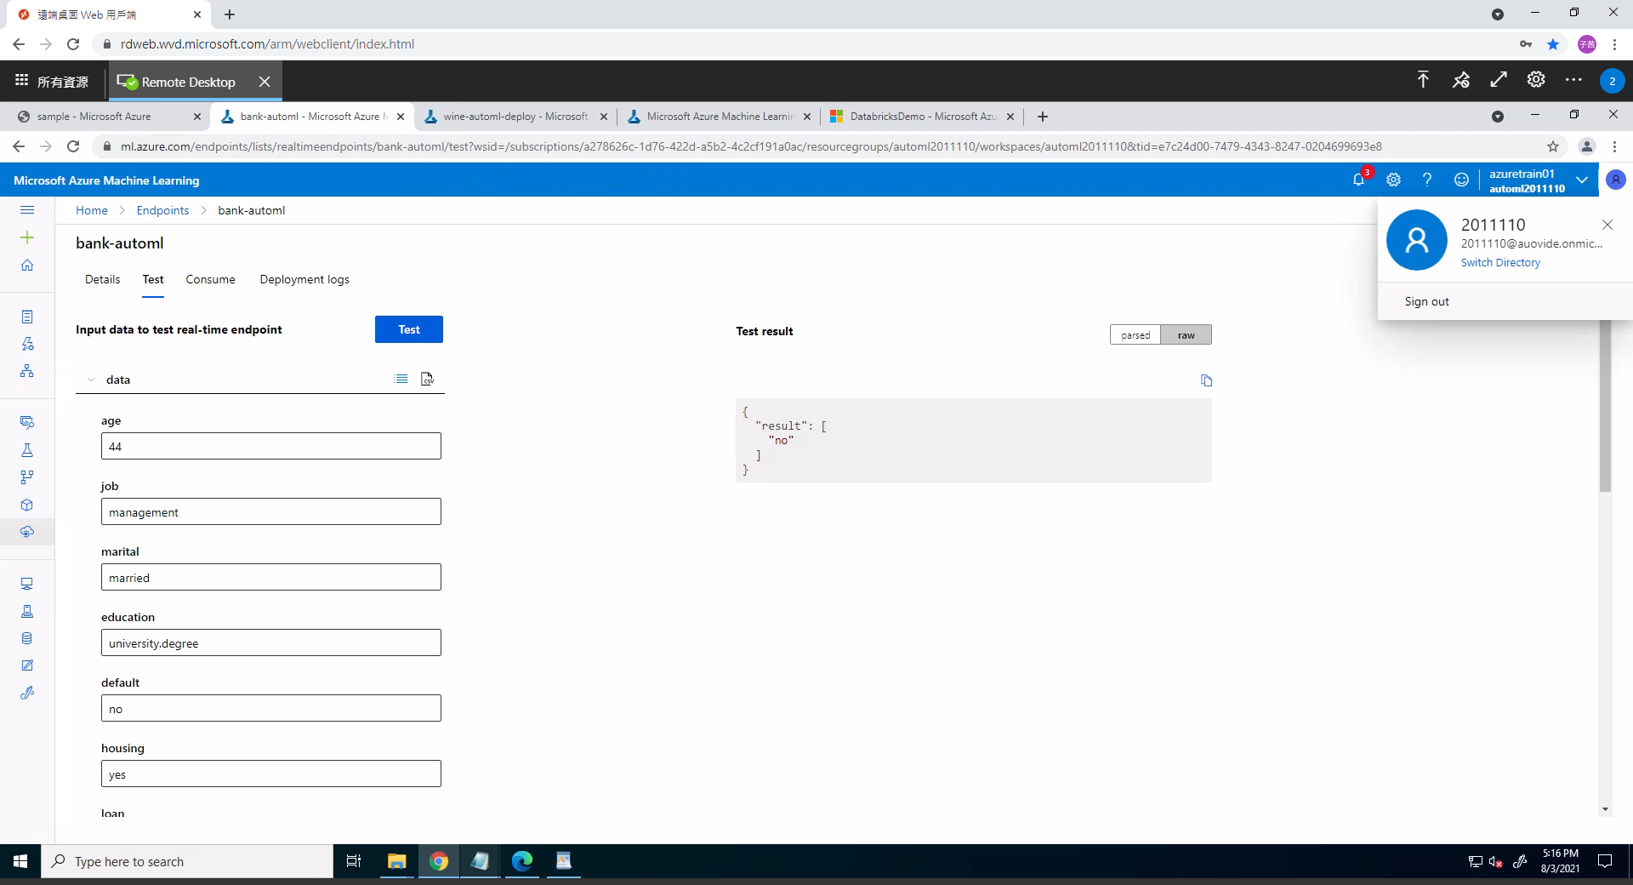 遠端桌面 Web 用戶端
rdweb.wvd.microsoft.com/arm/webclient/index.html
子茜
所有資源
Remote Desktop
2
sample - Microsoft Azure
bank-automl - Microsoft Azure M
wine-automl-deploy - Microsoft
Microsoft Azure Machine Learnin
DatabricksDemo - Microsoft Azu
ml.azure.com/endpoints/lists/realtimeendpoints/bank-automl/test?wsid=/subscriptions/a278626c-1d76-422d-a5b2-4c2cf191a0ac/resourcegroups/automl2011110/workspaces/automl2011110&tid=e7c24d00-7479-4343-8247-0204699693e8
Microsoft Azure Machine Learning
3
azuretrain01
automl2011110
Home
Endpoints
bank-automl
2011110
2011110@auovide.onmic...
Switch Directory
Sign out
bank-automl
Details
Test
Consume
Deployment logs
Input data to test real-time endpoint
Test
Test result
parsed
raw
data
CSV
{
"result": [
"no"
]
}
age
44
job
management
marital
married
education
university.degree
default
no
housing
yes
loan
Type here to search
5:16 PM
8/3/2021